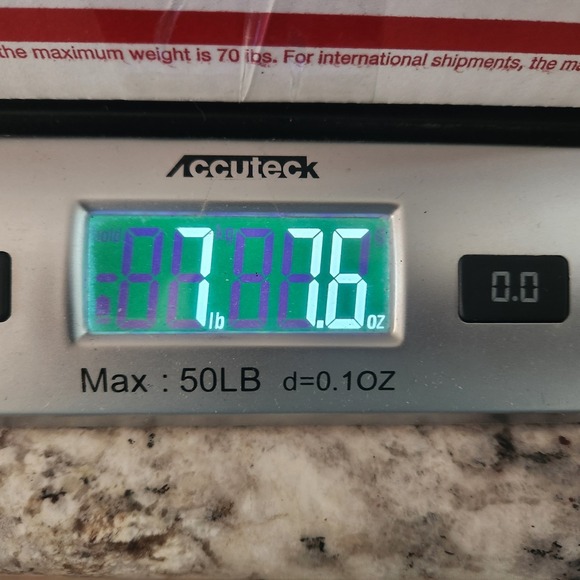 the maximum weight is 70 lbs. For international shipments, the ma
Accuteck
7 lb 7.6 oz
0.0
Max : 50LB d=0.1OZ